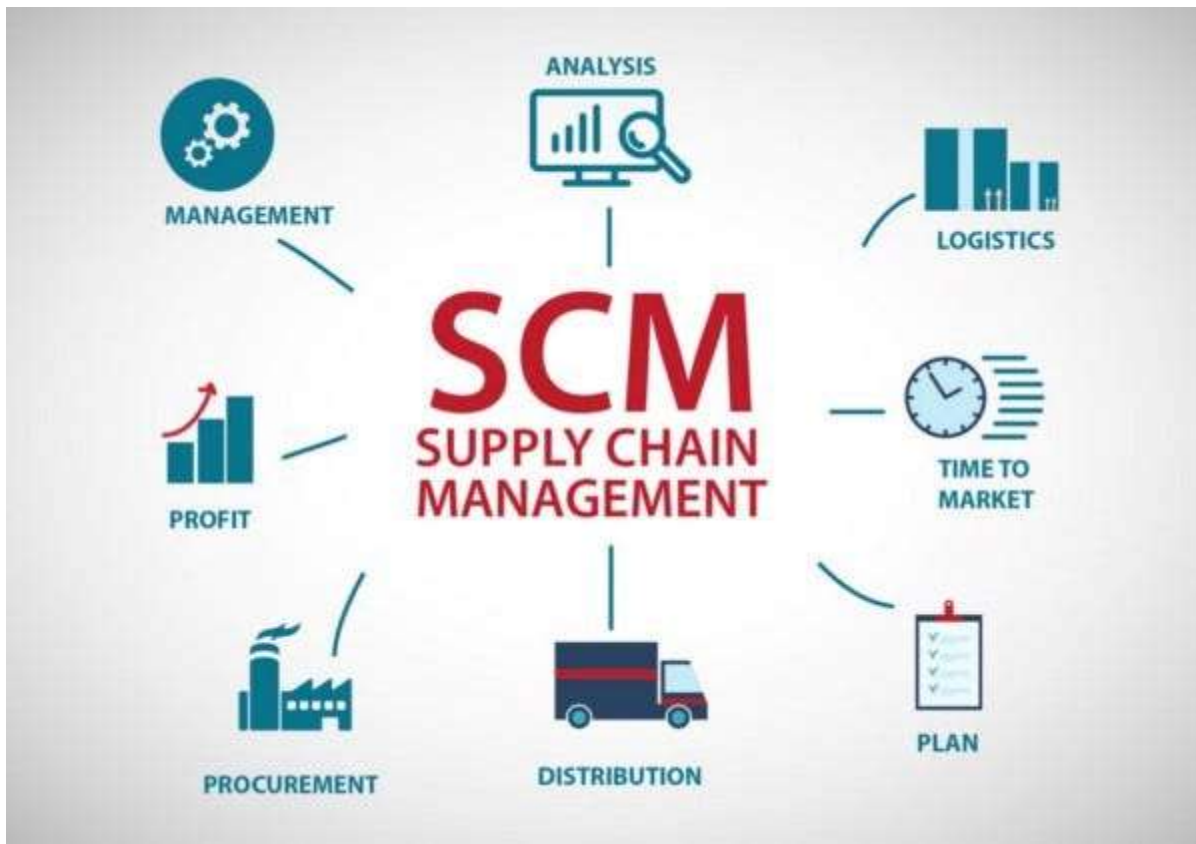 ANALYSIS
MANAGEMENT
LOGISTICS
SCM
SUPPLY CHAIN
MANAGEMENT
TIME TO
MARKET
PROFIT
PLAN
PROCUREMENT
DISTRIBUTION